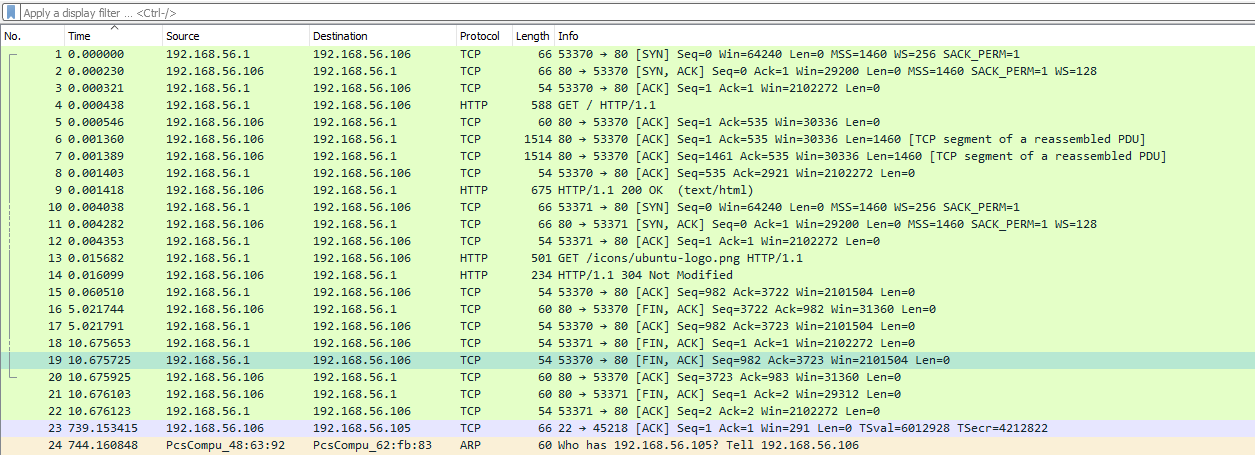 Apply a display filter ... <Ctrl-/>
No. Time Source Destination Protocol Length Info
1 0.000000 192.168.56.1 192.168.56.106 TCP 66 53370 → 80 [SYN] Seq=0 Win=64240 Len=0 MSS=1460 WS=256 SACK_PERM=1
2 0.000230 192.168.56.106 192.168.56.1 TCP 66 80 → 53370 [SYN, ACK] Seq=0 Ack=1 Win=29200 Len=0 MSS=1460 SACK_PERM=1 WS=128
3 0.000321 192.168.56.1 192.168.56.106 TCP 54 53370 → 80 [ACK] Seq=1 Ack=1 Win=2102272 Len=0
4 0.000438 192.168.56.1 192.168.56.106 HTTP 588 GET / HTTP/1.1
5 0.000546 192.168.56.106 192.168.56.1 TCP 60 80 → 53370 [ACK] Seq=1 Ack=535 Win=30336 Len=0
6 0.001360 192.168.56.106 192.168.56.1 TCP 1514 80 → 53370 [ACK] Seq=1 Ack=535 Win=30336 Len=1460 [TCP segment of a reassembled PDU]
7 0.001389 192.168.56.106 192.168.56.1 TCP 1514 80 → 53370 [ACK] Seq=1461 Ack=535 Win=30336 Len=1460 [TCP segment of a reassembled PDU]
8 0.001403 192.168.56.1 192.168.56.106 TCP 54 53370 → 80 [ACK] Seq=535 Ack=2921 Win=2102272 Len=0
9 0.001418 192.168.56.106 192.168.56.1 HTTP 675 HTTP/1.1 200 OK (text/html)
10 0.004038 192.168.56.1 192.168.56.106 TCP 66 53371 → 80 [SYN] Seq=0 Win=64240 Len=0 MSS=1460 WS=256 SACK_PERM=1
11 0.004282 192.168.56.106 192.168.56.1 TCP 66 80 → 53371 [SYN, ACK] Seq=0 Ack=1 Win=29200 Len=0 MSS=1460 SACK_PERM=1 WS=128
12 0.004353 192.168.56.1 192.168.56.106 TCP 54 53371 → 80 [ACK] Seq=1 Ack=1 Win=2102272 Len=0
13 0.015682 192.168.56.1 192.168.56.106 HTTP 501 GET /icons/ubuntu-logo.png HTTP/1.1
14 0.016099 192.168.56.106 192.168.56.1 HTTP 234 HTTP/1.1 304 Not Modified
15 0.060510 192.168.56.1 192.168.56.106 TCP 54 53370 → 80 [ACK] Seq=982 Ack=3722 Win=2101504 Len=0
16 5.021744 192.168.56.106 192.168.56.1 TCP 60 80 → 53370 [FIN, ACK] Seq=3722 Ack=982 Win=31360 Len=0
17 5.021791 192.168.56.1 192.168.56.106 TCP 54 53370 → 80 [ACK] Seq=982 Ack=3723 Win=2101504 Len=0
18 10.675653 192.168.56.1 192.168.56.106 TCP 54 53371 → 80 [FIN, ACK] Seq=1 Ack=1 Win=2102272 Len=0
19 10.675725 192.168.56.1 192.168.56.106 TCP 54 53370 → 80 [FIN, ACK] Seq=982 Ack=3723 Win=2101504 Len=0
20 10.675925 192.168.56.106 192.168.56.1 TCP 60 80 → 53370 [ACK] Seq=3723 Ack=983 Win=31360 Len=0
21 10.676103 192.168.56.106 192.168.56.1 TCP 60 80 → 53371 [FIN, ACK] Seq=1 Ack=2 Win=29312 Len=0
22 10.676123 192.168.56.1 192.168.56.106 TCP 54 53371 → 80 [ACK] Seq=2 Ack=2 Win=2102272 Len=0
23 739.153415 192.168.56.106 192.168.56.105 TCP 66 22 → 45218 [ACK] Seq=1 Ack=1 Win=291 Len=0 TSval=6012928 TSecr=4212822
24 744.160848 PcsCompu_48:63:92 PcsCompu_62:fb:83 ARP 60 Who has 192.168.56.105? Tell 192.168.56.106